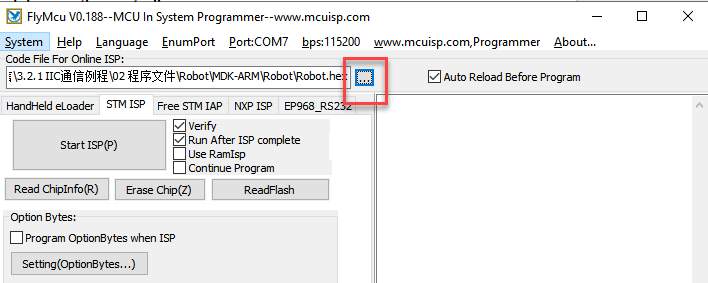 FlyMcu V0.188--MCU In System Programmer--www.mcuisp.com
System Help Language EnumPort Port:COM7 bps:115200 www.mcuisp.com,Programmer About...
Code File For Online ISP:
\3.2.1 IIC通信例程\02 程序文件\Robot\MDK-ARM\Robot\Robot.hex ... Auto Reload Before Program
HandHeld eLoader STM ISP Free STM IAP NXP ISP EP968_RS232
Start ISP(P)
Verify
Run After ISP complete
Use RamIsp
Continue Program
Read ChipInfo(R) Erase Chip(Z) ReadFlash
Option Bytes:
Program OptionBytes when ISP
Setting(OptionBytes...)